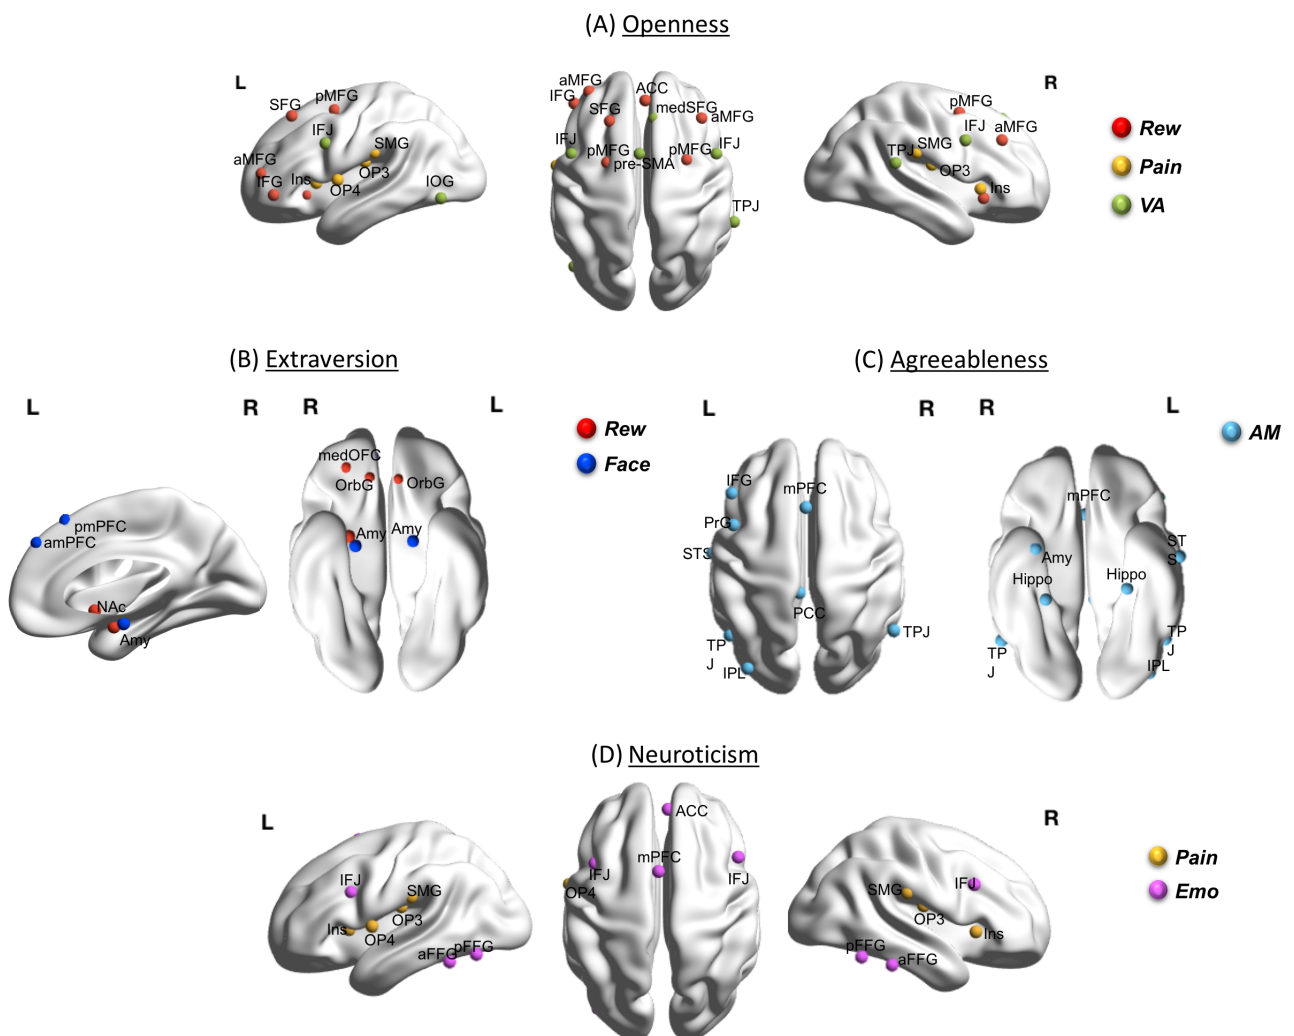 (A) Openness
L
SFG
pMFG
IFJ
SMG
aMFG
IFG
Ins
OP4
OP3
IOG
aMFG
IFG
SFG
ACC
medSFG
aMFG
IFJ
pMFG
pre-SMA
pMFG
IFJ
TPJ
R
pMFG
IFJ
aMFG
SMG
TPJ
OP3
Ins
Rew
Pain
VA
(B) Extraversion
L
R
R
L
pmPFC
amPFC
NAc
Amy
medOFC
OrbG
OrbG
Amy
Amy
Rew
Face
(C) Agreeableness
L
R
R
L
IFG
mPFC
PrG
STS
PCC
TP
J
IPL
TPJ
mPFC
ST
S
Amy
Hippo
Hippo
TP
J
TP
J
IPL
AM
(D) Neuroticism
L
IFJ
SMG
Ins
OP4
OP3
aFFG
pFFG
ACC
mPFC
IFJ
IFJ
OP4
R
SMG
IFJ
OP3
Ins
pFFG
aFFG
Pain
Emo